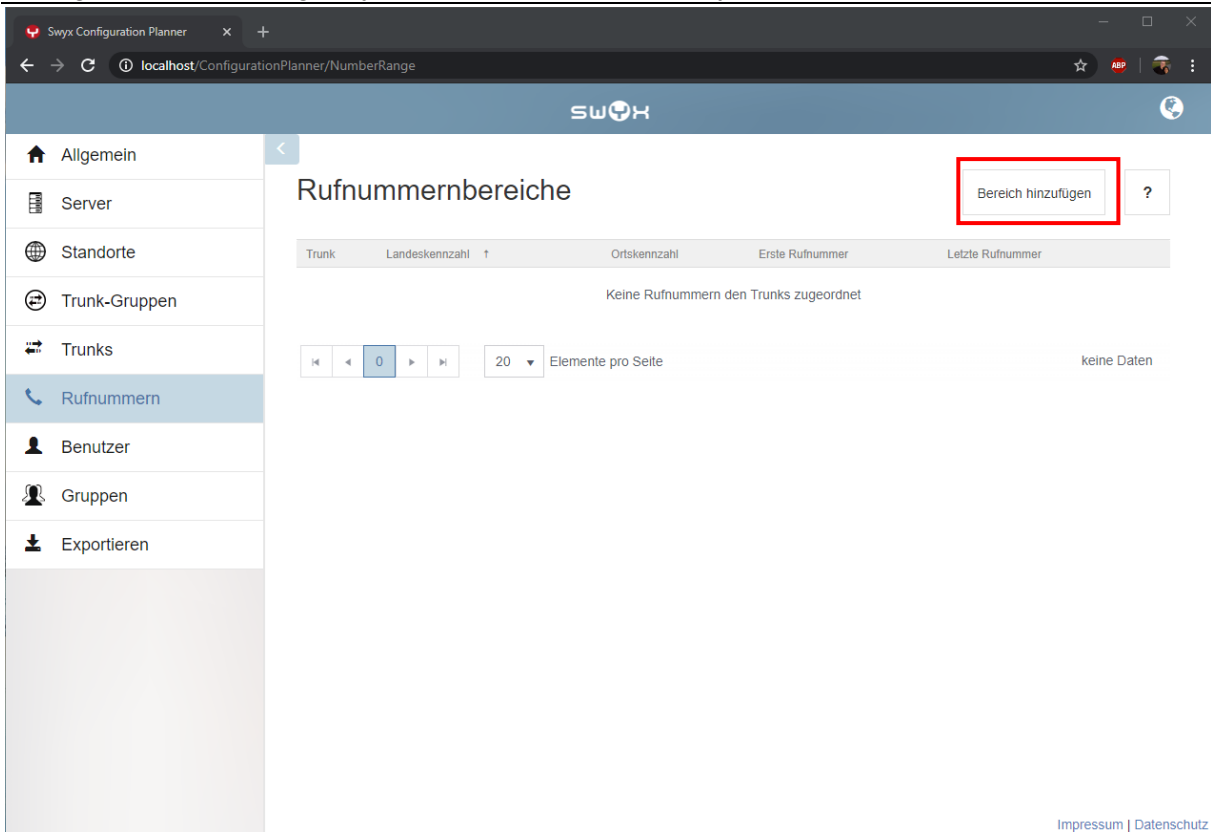 Swyx Configuration Planner
localhost/ConfigurationPlanner/NumberRange
ABP
swyx
Allgemein
Server
Standorte
Trunk-Gruppen
Trunks
Rufnummern
Benutzer
Gruppen
Exportieren
Rufnummernbereiche
Bereich hinzufügen
?
Trunk Landeskennzahl ↑ Ortskennzahl Erste Rufnummer Letzte Rufnummer
Keine Rufnummern den Trunks zugeordnet
0 20 Elemente pro Seite keine Daten
Impressum | Datenschutz